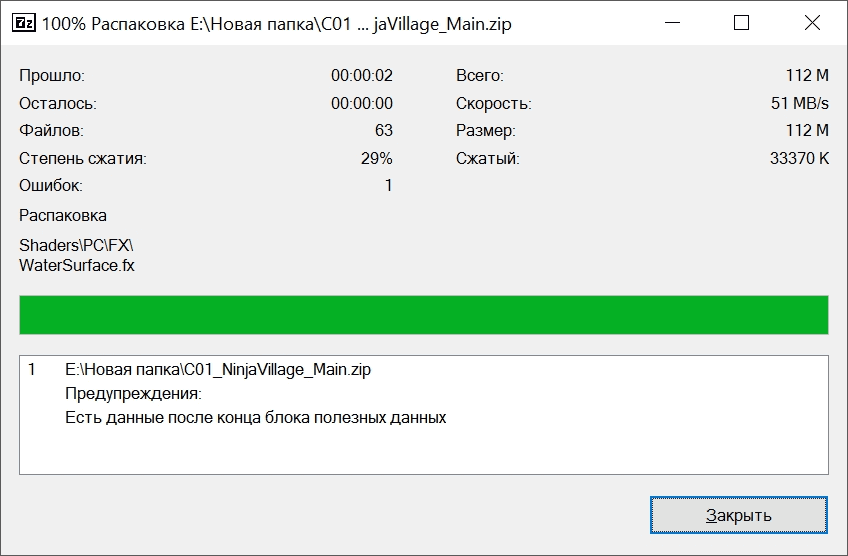 7z 100% Распаковка E:\Новая папка\C01 ... jaVillage_Main.zip
Прошло: 00:00:02 Всего: 112 M
Осталось: 00:00:00 Скорость: 51 MB/s
Файлов: 63 Размер: 112 M
Степень сжатия: 29% Сжатый: 33370 K
Ошибок: 1
Распаковка
Shaders\PC\FX\
WaterSurface.fx
1 E:\Новая папка\C01_NinjaVillage_Main.zip
Предупреждения:
Есть данные после конца блока полезных данных
Закрыть